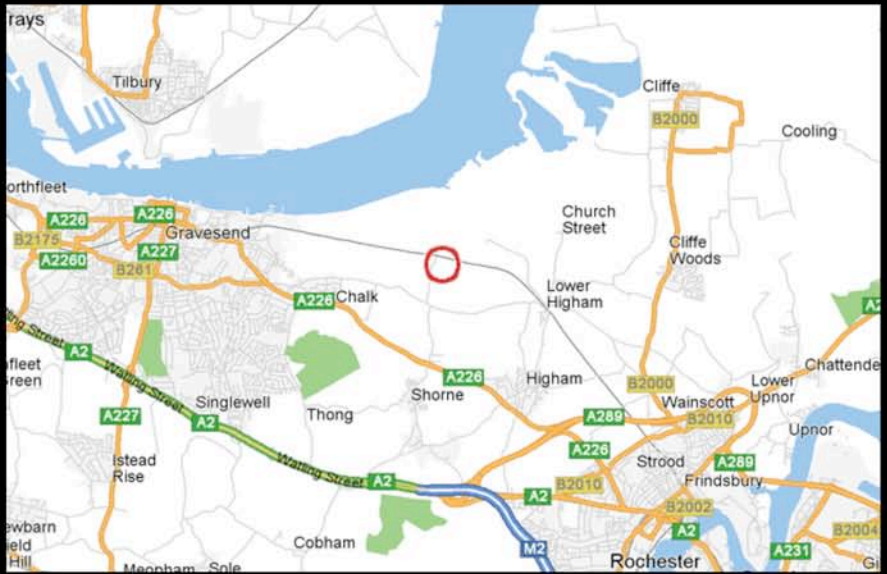 rays
Tilbury
Cliffe
B2000
Cooling
orthfleet
A226
A226
Gravesend
B2175
A227
A2260
B261
Church
Street
Cliffe
Woods
Lower
Higham
A226
Chalk
A2
Street
A2
Watling Street
fleet
Green
A226
Higham
Shorne
B2000
Chattende
Lower
Upnor
Wainscott
A227
Singlewell
Thong
A2
A289
B2010
Upnor
A226
Watling Street
Istead
Rise
Strood
A289
A2
B2010
Frindsbury
A2
B2002
ewbarn
ield
Hill
Cobham
A2
B2004
M2
A231
Rochester
Gi
Meopham
Sole